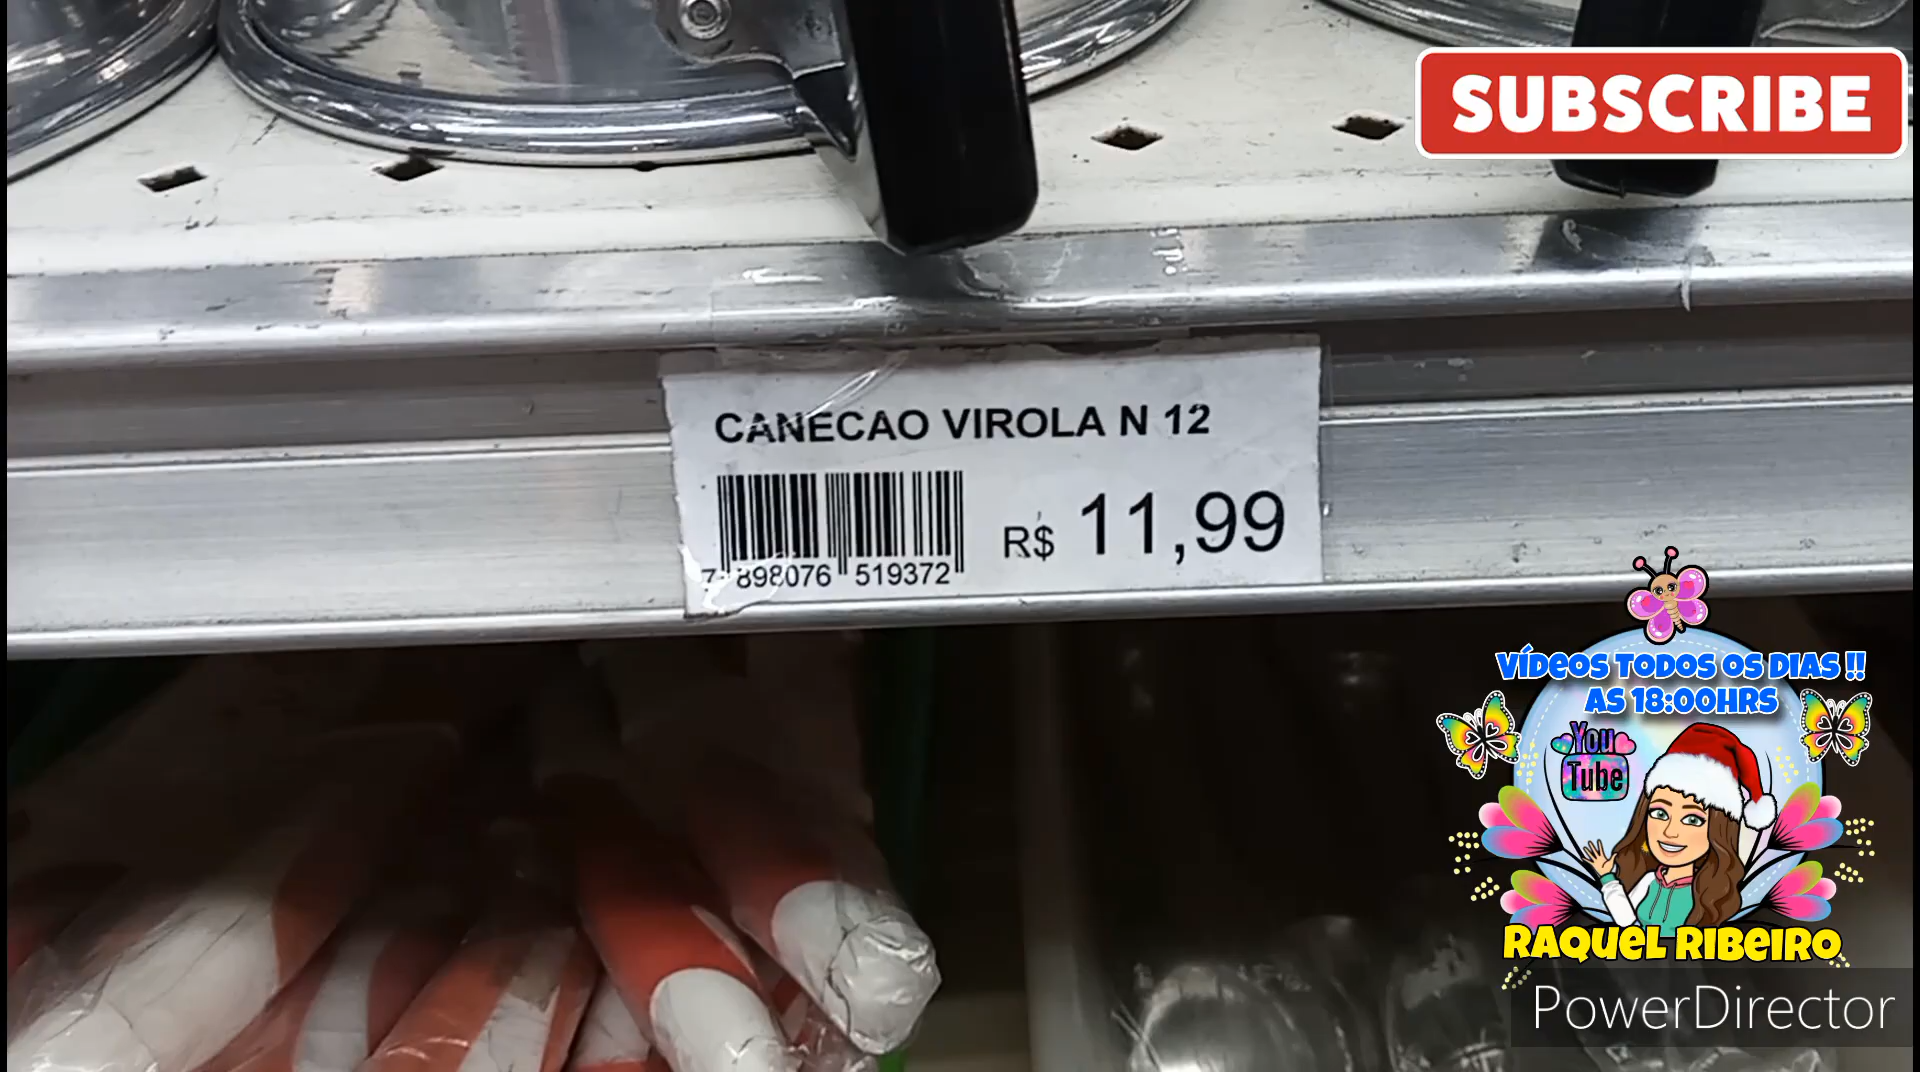 SUBSCRIBE
CANECAO VIROLA N 12
R$ 11,99
7 898076 519372
VÍDEOS TODOS OS DIAS !!
AS 18:00HRS
You
Tube
RAQUEL RIBEIRO
PowerDirector